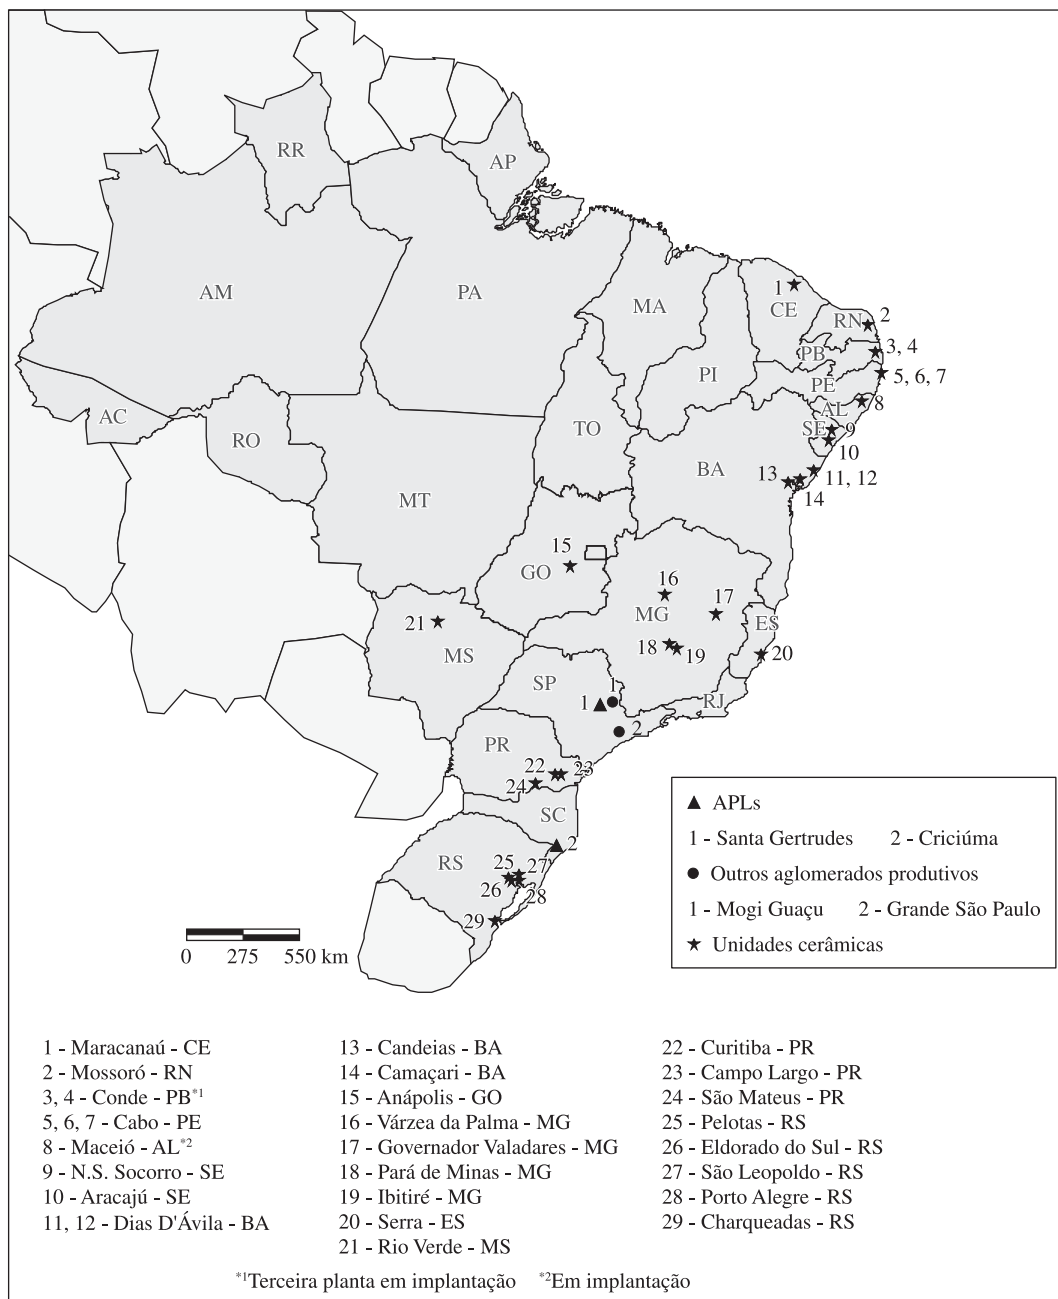 RR
AP
AM
PA
MA
1
CE
RN
2
PB
3, 4
PI
PE
5, 6, 7
AL
8
AC
RO
TO
SE
9
10
BA
13
11, 12
14
MT
15
GO
16
17
MG
ES
21
18
19
20
MS
SP
1
1
RJ
2
PR
22
23
24
SC
2
RS
25
27
26
28
29
0 275 550 km
APLs
1 - Santa Gertrudes 2 - Criciúma
Outros aglomerados produtivos
1 - Mogi Guaçu 2 - Grande São Paulo
Unidades cerâmicas
1 - Maracanaú - CE
2 - Mossoró - RN
3, 4 - Conde - PB*1
5, 6, 7 - Cabo - PE
8 - Maceió - AL*2
9 - N.S. Socorro - SE
10 - Aracajú - SE
11, 12 - Dias D'Ávila - BA
13 - Candeias - BA
14 - Camaçari - BA
15 - Anápolis - GO
16 - Várzea da Palma - MG
17 - Governador Valadares - MG
18 - Pará de Minas - MG
19 - Ibitiré - MG
20 - Serra - ES
21 - Rio Verde - MS
22 - Curitiba - PR
23 - Campo Largo - PR
24 - São Mateus - PR
25 - Pelotas - RS
26 - Eldorado do Sul - RS
27 - São Leopoldo - RS
28 - Porto Alegre - RS
29 - Charqueadas - RS
*1Terceira planta em implantação *2Em implantação